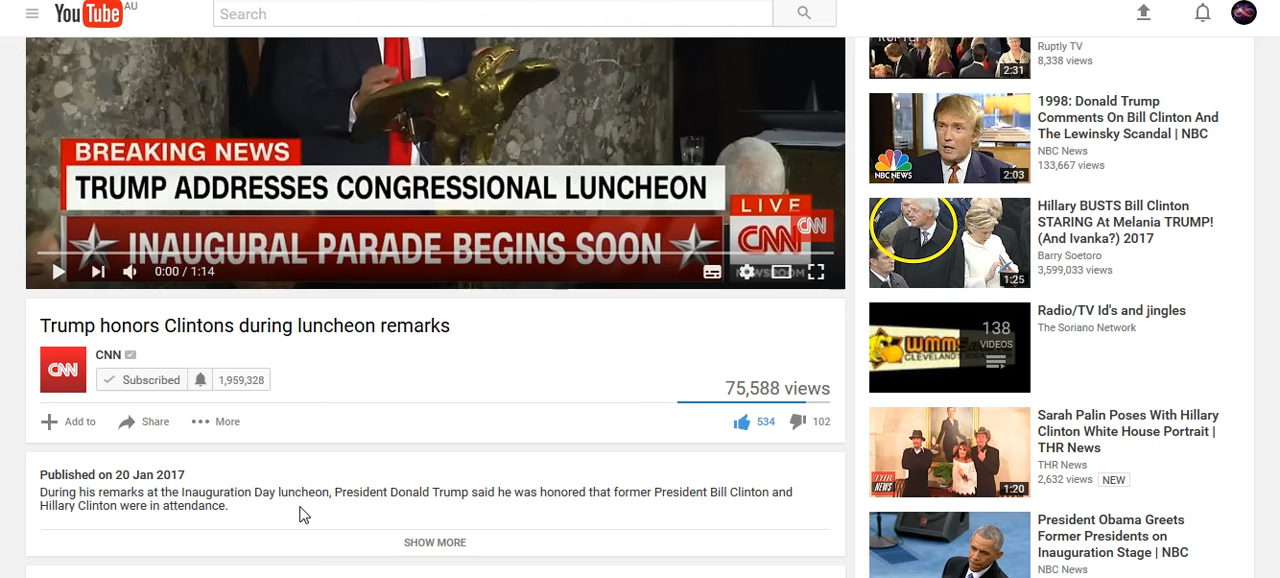 YouTube AU
Search
BREAKING NEWS
TRUMP ADDRESSES CONGRESSIONAL LUNCHEON
LIVE
CNN
CNN
INAUGURAL PARADE BEGINS SOON
0:00 / 1:14
Trump honors Clintons during luncheon remarks
CNN
CNN
Subscribed
1,959,328
75,588 views
Add to
Share
More
534
102
Published on 20 Jan 2017
During his remarks at the Inauguration Day luncheon, President Donald Trump said he was honored that former President Bill Clinton and
Hillary Clinton were in attendance.
SHOW MORE
2:31
Ruptly TV
8,338 views
NBC NEWS
2:03
1998: Donald Trump
Comments On Bill Clinton And
The Lewinsky Scandal | NBC
NBC News
133,667 views
1:25
Hillary BUSTS Bill Clinton
STARING At Melania TRUMP!
(And Ivanka?) 2017
Barry Soetoro
3,599,033 views
138
VIDEOS
Radio/TV Id's and jingles
The Soriano Network
THR
NEWS
1:20
Sarah Palin Poses With Hillary
Clinton White House Portrait |
THR News
THR News
2,632 views NEW
President Obama Greets
Former Presidents on
Inauguration Stage | NBC
NBC News